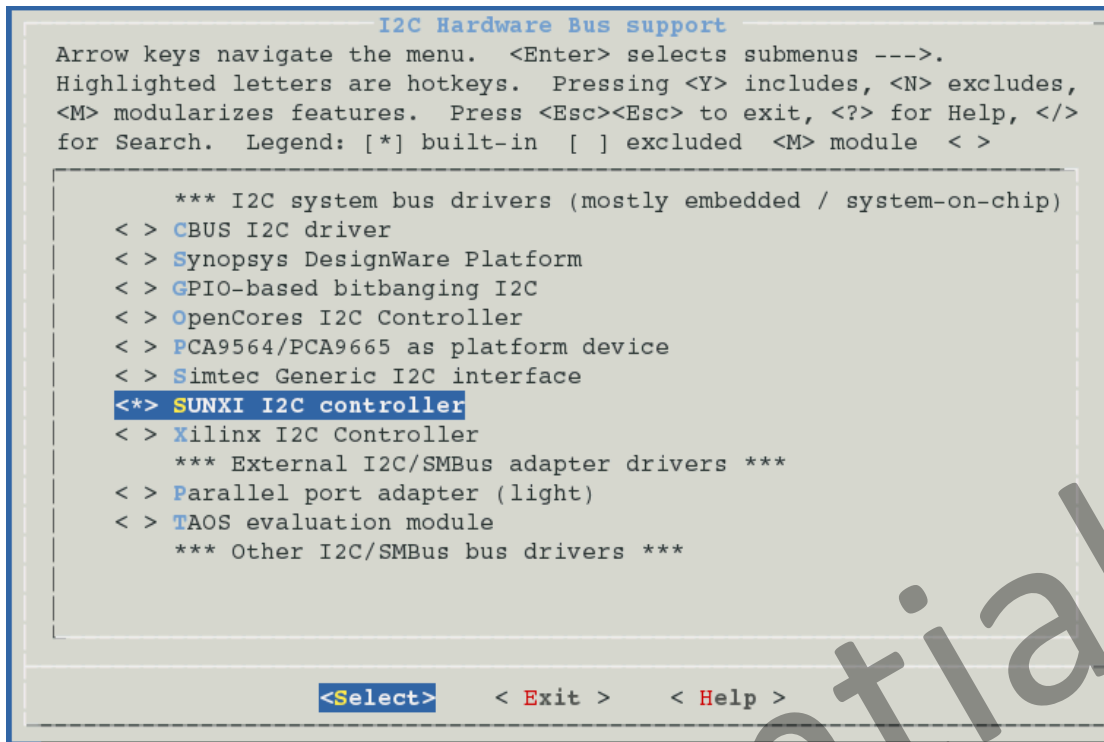 I2C Hardware Bus support
Arrow keys navigate the menu.  <Enter> selects submenus --->.
Highlighted letters are hotkeys.  Pressing <Y> includes, <N> excludes,
<M> modularizes features.  Press <Esc><Esc> to exit, <?> for Help, </>
for Search.  Legend: [*] built-in  [ ] excluded  <M> module  < >
*** I2C system bus drivers (mostly embedded / system-on-chip)
< > CBUS I2C driver
< > Synopsys DesignWare Platform
< > GPIO-based bitbanging I2C
< > OpenCores I2C Controller
< > PCA9564/PCA9665 as platform device
< > Simtec Generic I2C interface
<*> SUNXI I2C controller
< > Xilinx I2C Controller
*** External I2C/SMBus adapter drivers ***
< > Parallel port adapter (light)
< > TAOS evaluation module
*** Other I2C/SMBus bus drivers ***
<Select>    < Exit >    < Help >